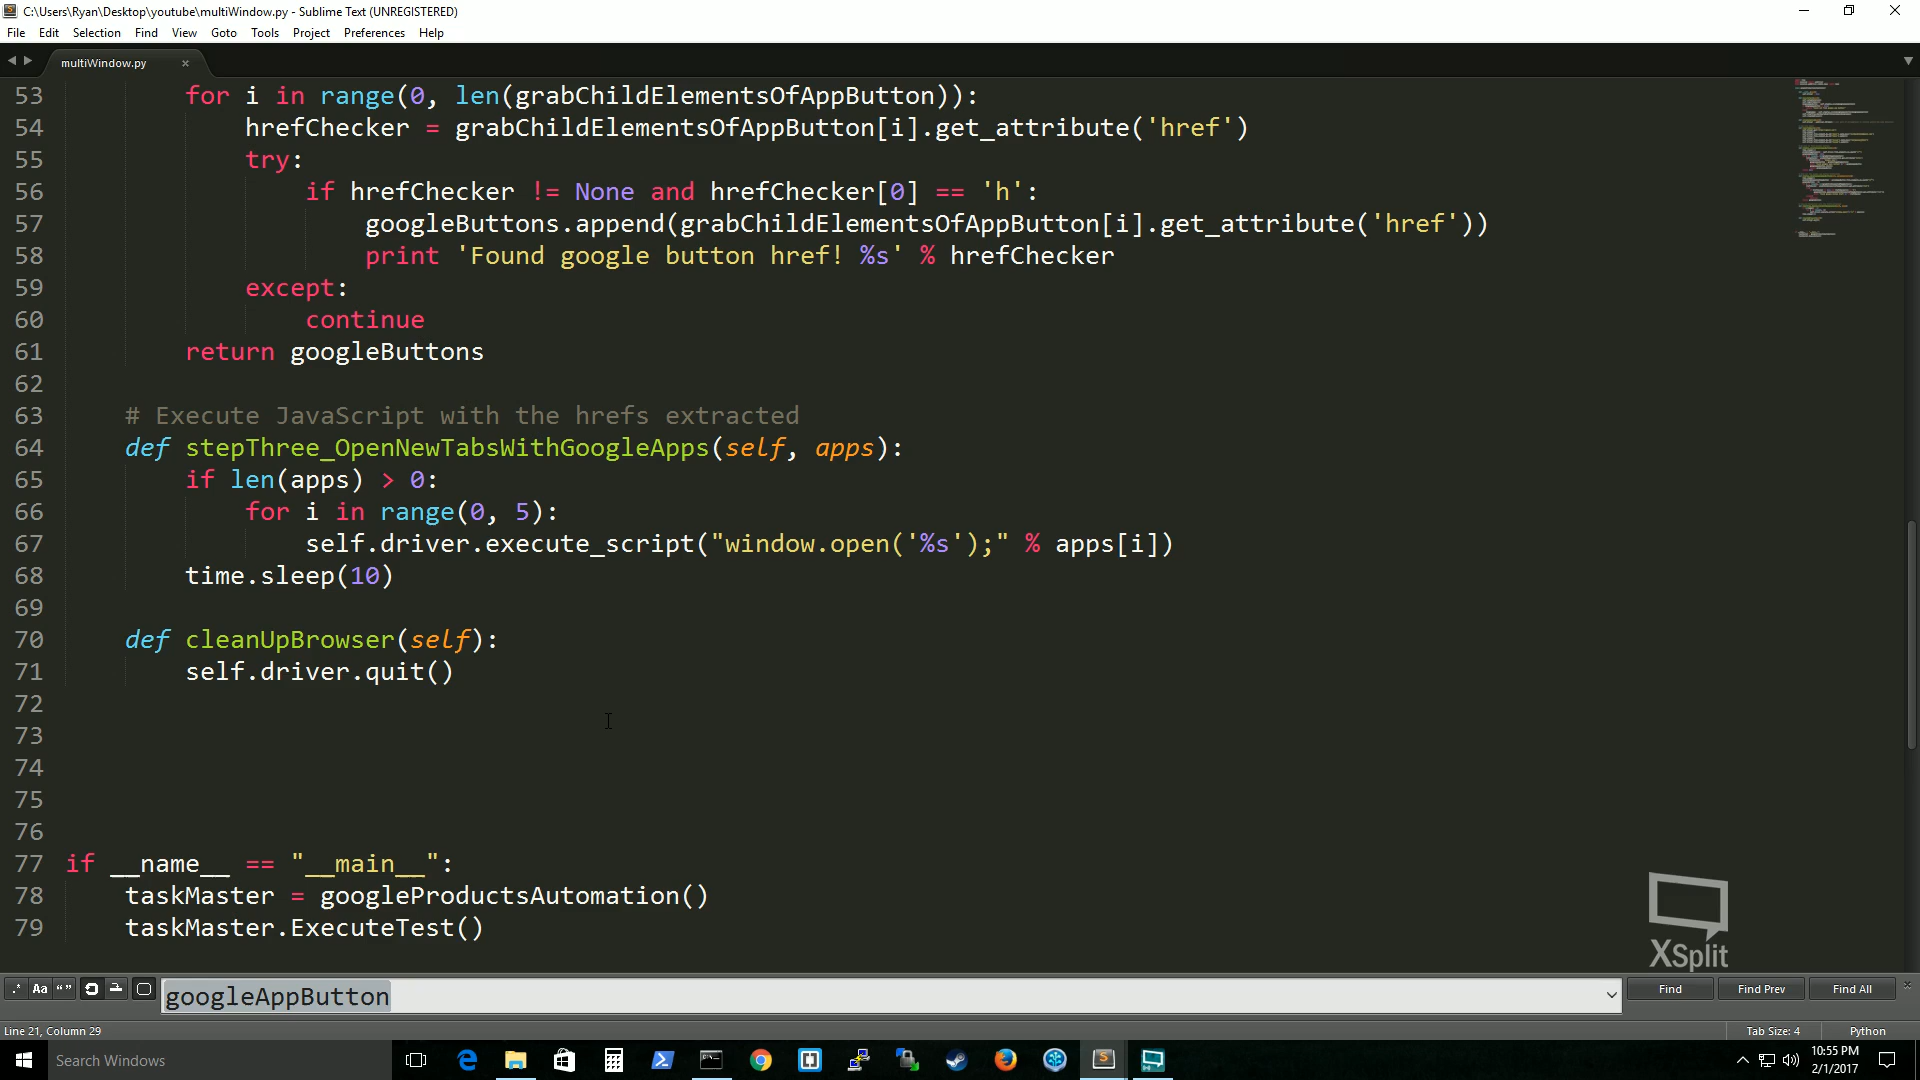 C:\Users\Ryan\Desktop\youtube\multiWindow.py - Sublime Text (UNREGISTERED)
File Edit Selection Find View Goto Tools Project Preferences Help
multiWindow.py
53 for i in range(0, len(grabChildElementsOfAppButton)):
54 hrefChecker = grabChildElementsOfAppButton[i].get_attribute('href')
55 try:
56 if hrefChecker != None and hrefChecker[0] == 'h':
57 googleButtons.append(grabChildElementsOfAppButton[i].get_attribute('href'))
58 print 'Found google button href! %s' % hrefChecker
59 except:
60 continue
61 return googleButtons
62
63 # Execute JavaScript with the hrefs extracted
64 def stepThree_OpenNewTabsWithGoogleApps(self, apps):
65 if len(apps) > 0:
66 for i in range(0, 5):
67 self.driver.execute_script("window.open('%s');" % apps[i])
68 time.sleep(10)
69
70 def cleanUpBrowser(self):
71 self.driver.quit()
72
73
74
75
76
77 if __name__ == "__main__":
78 taskMaster = googleProductsAutomation()
79 taskMaster.ExecuteTest()
XSplit
.* Aa “” googleAppButton Find Find Prev Find All
Line 21, Column 29 Tab Size: 4 Python
Search Windows
10:55 PM
2/1/2017